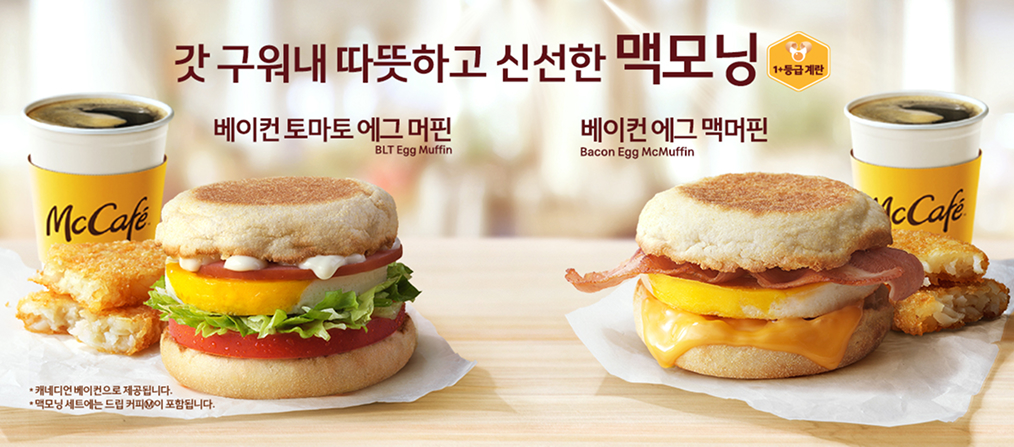 갓 구워내 따뜻하고 신선한 맥모닝
1+등급 계란
베이컨 토마토 에그 머핀
BLT Egg Muffin
베이컨 에그 맥머핀
Bacon Egg McMuffin
McCafé
McCafé
* 캐네디언 베이컨으로 제공됩니다.
* 맥모닝 세트에는 드립 커피Ⓜ이 포함됩니다.